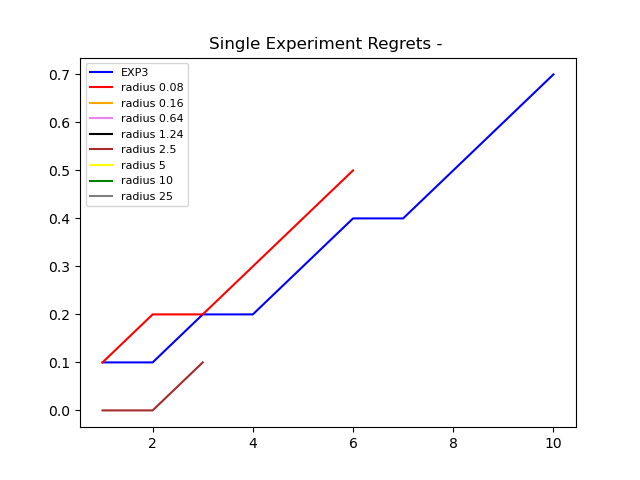 Single Experiment Regrets -
EXP3
radius 0.08
radius 0.16
radius 0.64
radius 1.24
radius 2.5
radius 5
radius 10
radius 25
0.7
0.6
0.5
0.4
0.3
0.2
0.1
0.0
2 4 6 8 10